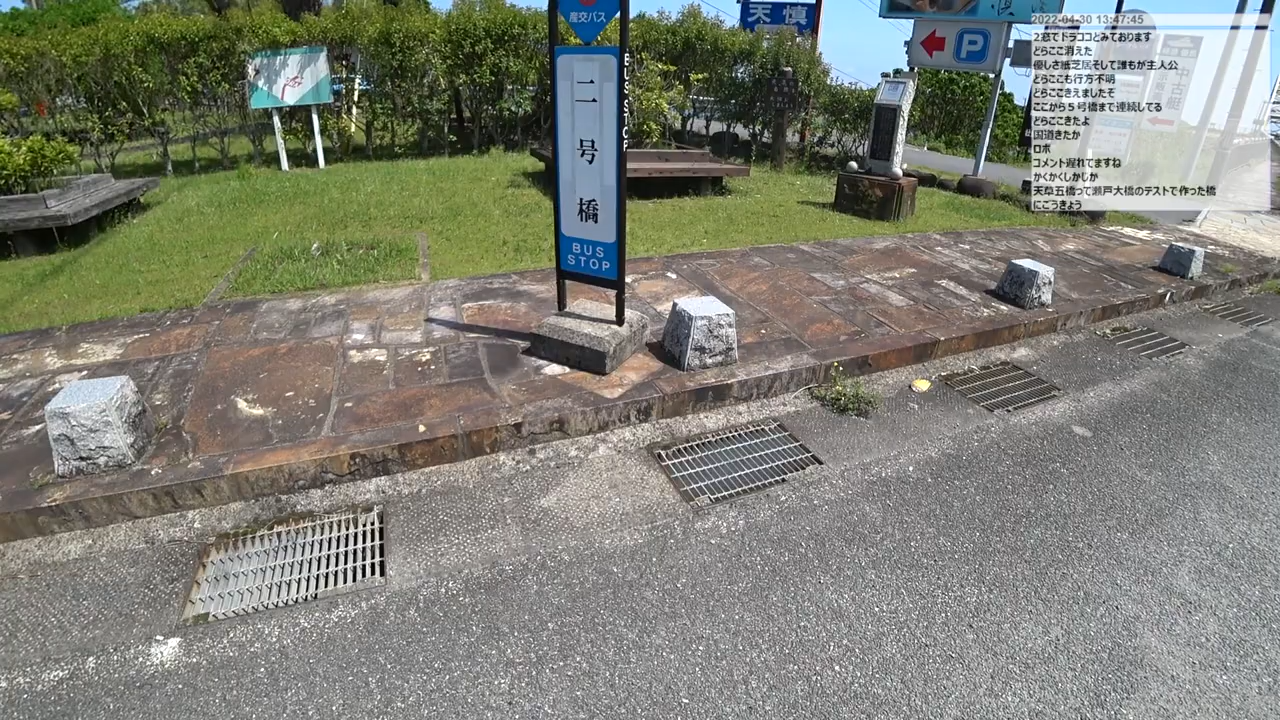 産交バス
二号橋
BUS
STOP
BUS STOP
天慎
P
中古艇
2022-04-30 13:47:45
2窓でドラココとみております
どらここ消えた
優しさ紙芝居そして誰もが主人公
どらここも行方不明
どらこきえましたぞ
ここから5号橋まで連続してる
どらこきたよ
国道きたか
ロボ
コメント遅れてますね
かくかくしかじか
天草五橋って瀬戸大橋のテストで作った橋
にごうきょう